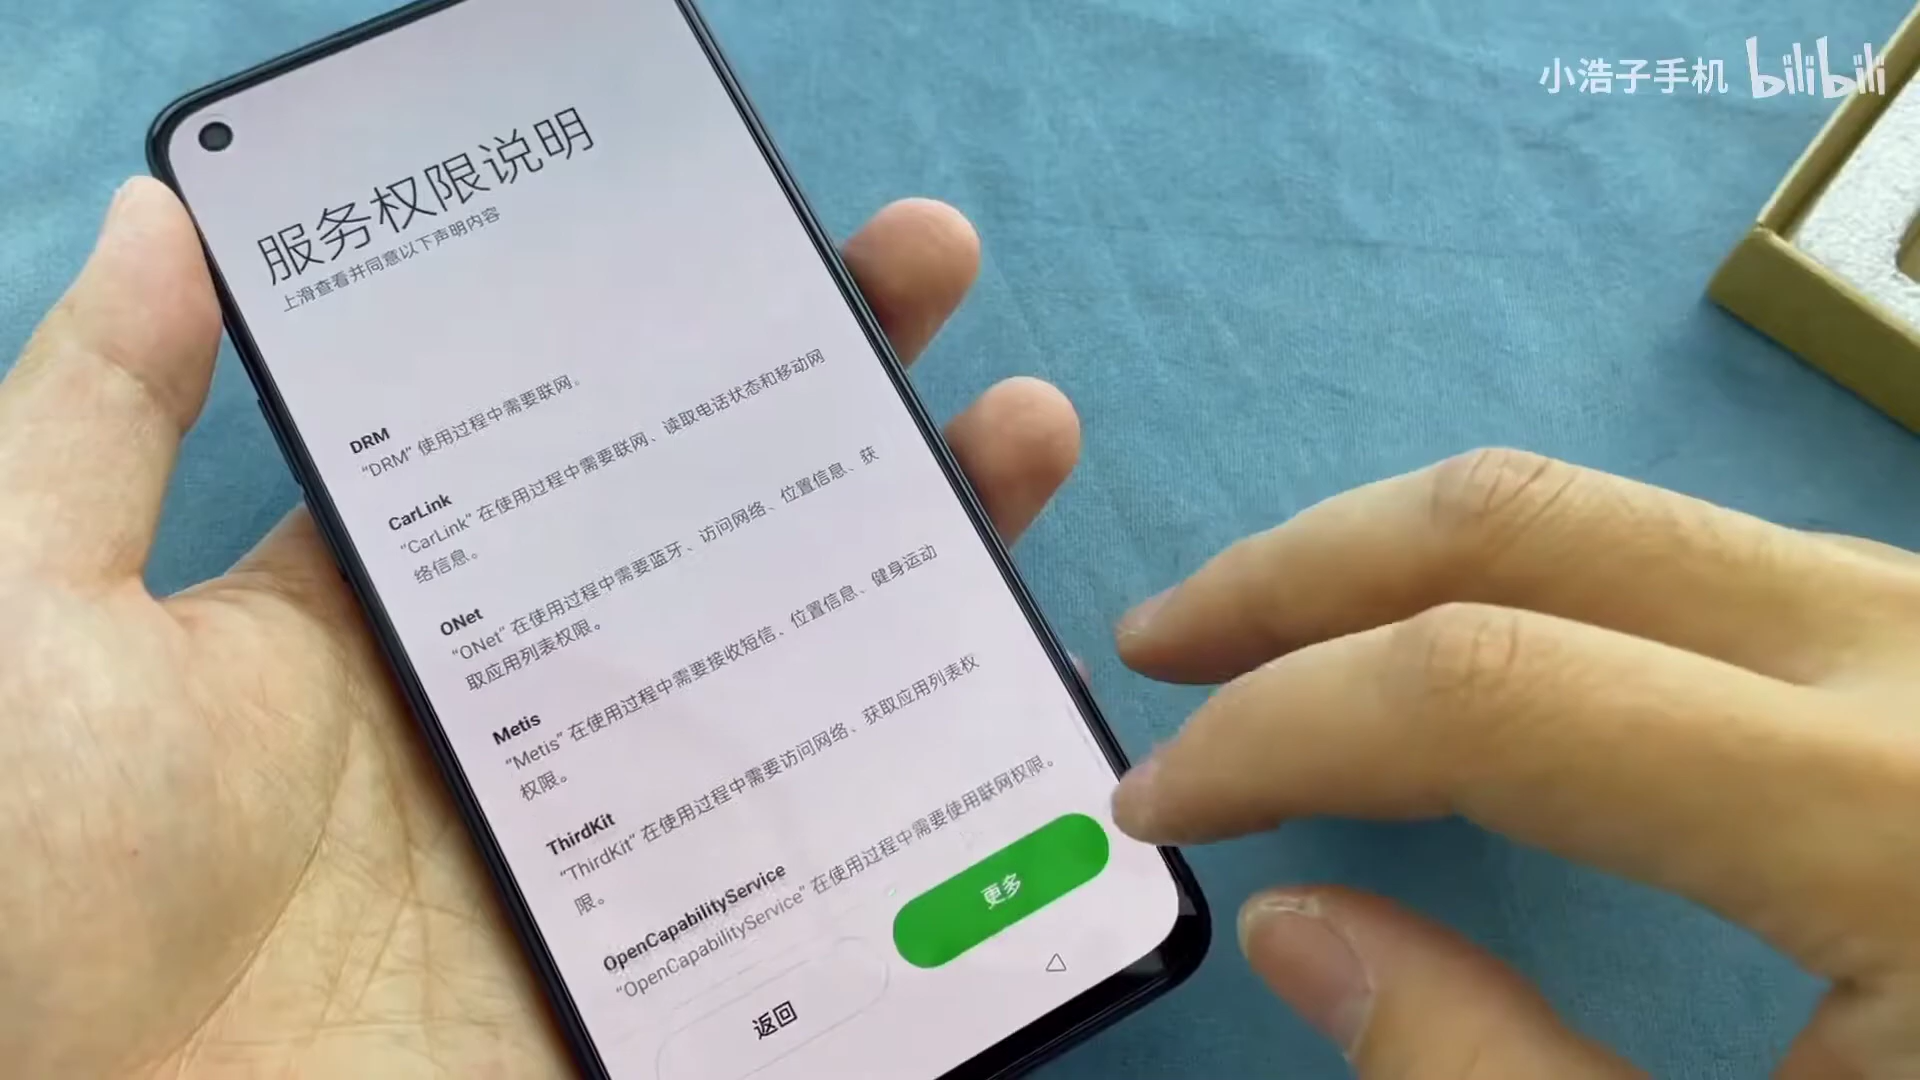 小浩子手机 bilibili
服务权限说明
上滑查看并同意以下声明内容
DRM
“DRM” 使用过程中需要联网。
CarLink
“CarLink” 在使用过程中需要联网、读取电话状态和移动网
络信息。
ONet
“ONet” 在使用过程中需要蓝牙、访问网络、位置信息、获
取应用列表权限。
Metis
“Metis” 在使用过程中需要接收短信、位置信息、健身运动
权限。
ThirdKit
“ThirdKit” 在使用过程中需要访问网络、获取应用列表权
限。
OpenCapabilityService
“OpenCapabilityService” 在使用过程中需要使用联网权限。
更多
返回